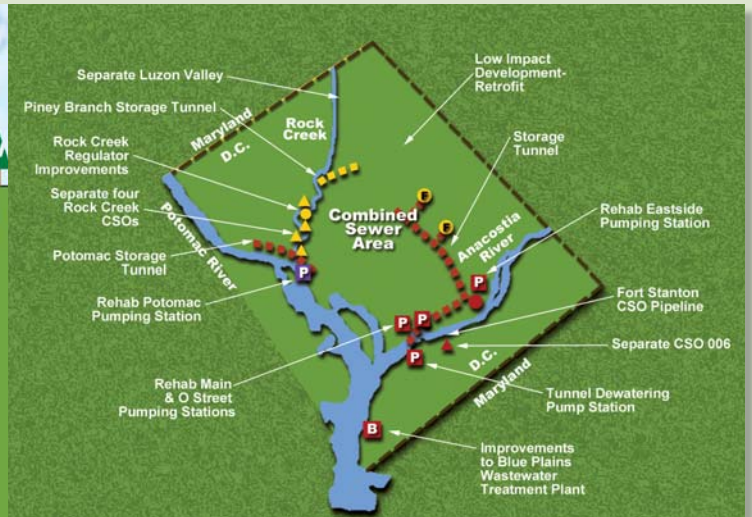 Separate Luzon Valley
Piney Branch Storage Tunnel
Rock Creek
Regulator
Improvements
Separate four
Rock Creek
CSOs
Potomac Storage
Tunnel
Rehab Potomac
Pumping Station
Rehab Main
& O Street
Pumping Stations
Maryland
D.C.
Rock
Creek
Potomac River
Combined
Sewer
Area
F
F
Anacostia
River
P
P
P
P
P
B
D.C.
Maryland
Low Impact
Development-
Retrofit
Storage
Tunnel
Rehab Eastside
Pumping Station
Fort Stanton
CSO Pipeline
Separate CSO 006
Tunnel Dewatering
Pump Station
Improvements
to Blue Plains
Wastewater
Treatment Plant